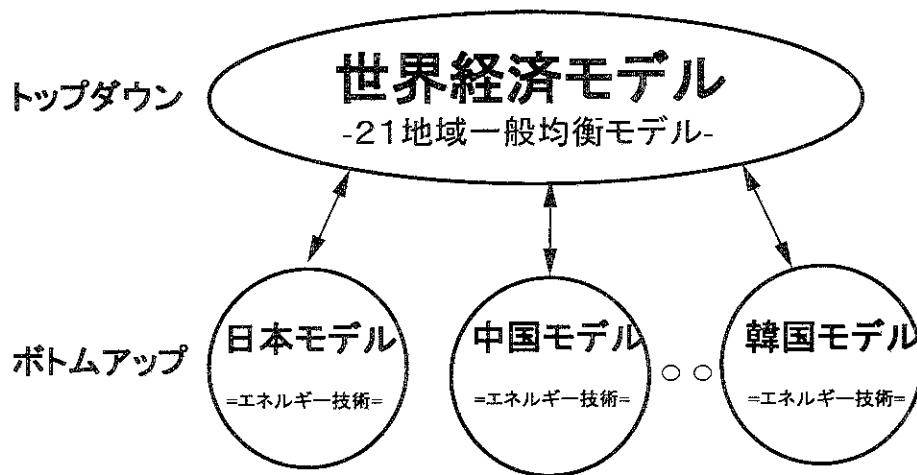 世界経済モデル
トップダウン
-21地域一般均衡モデル-
日本モデル
中国モデル
韓国モデル
ボトムアップ
=エネルギー技術=
=エネルギー技術=
=エネルギー技術=